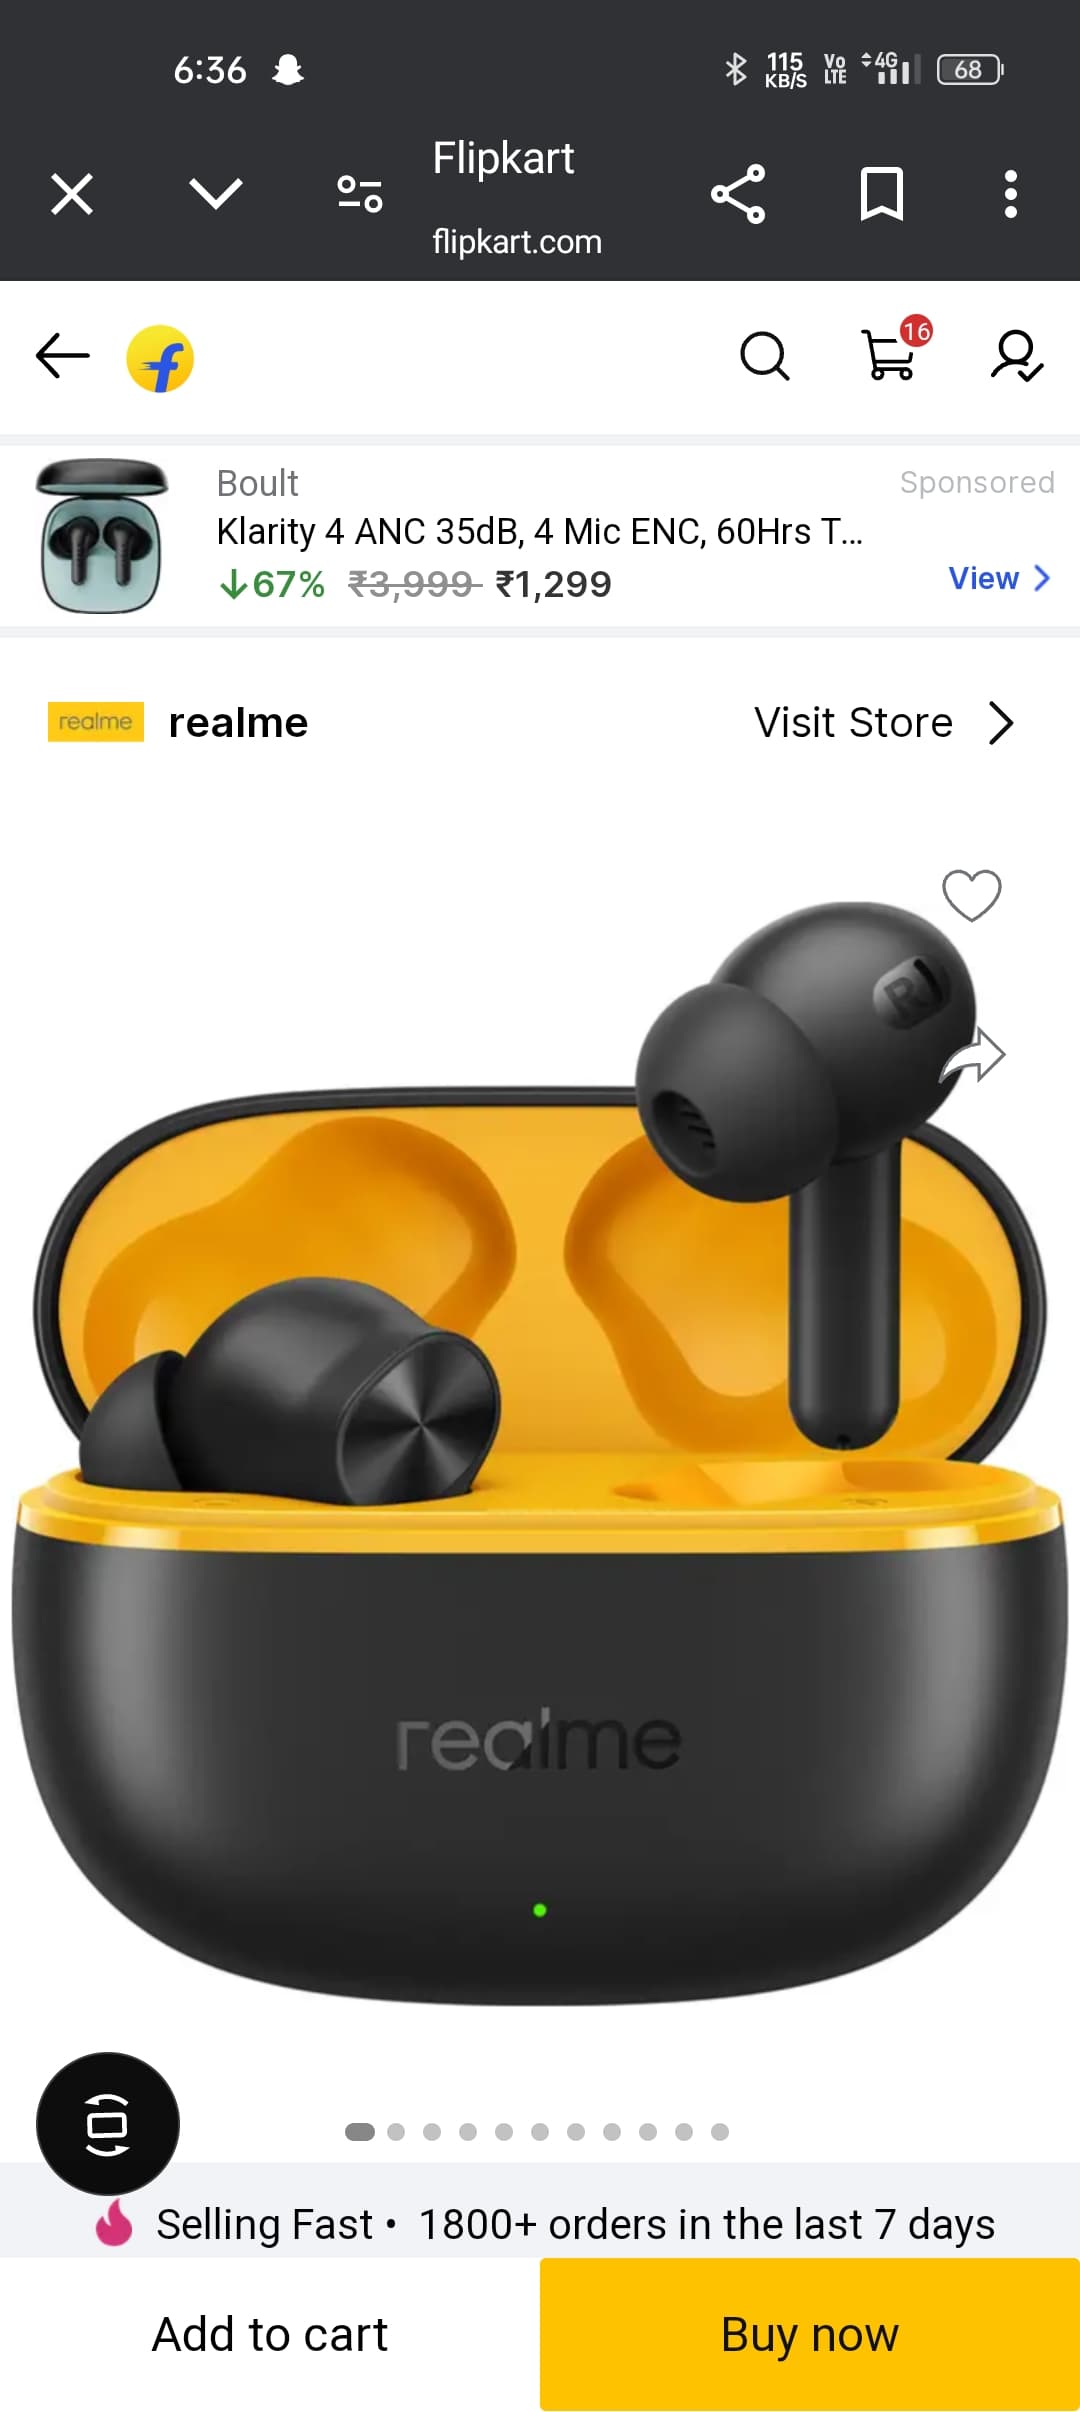 6:36
115 KB/S
Vo LTE
4G
68
Flipkart
flipkart.com
16
Boult
Sponsored
Klarity 4 ANC 35dB, 4 Mic ENC, 60Hrs T...
↓67% ₹3,999 ₹1,299
View
realme
realme
Visit Store
R
realme
Selling Fast • 1800+ orders in the last 7 days
Add to cart
Buy now